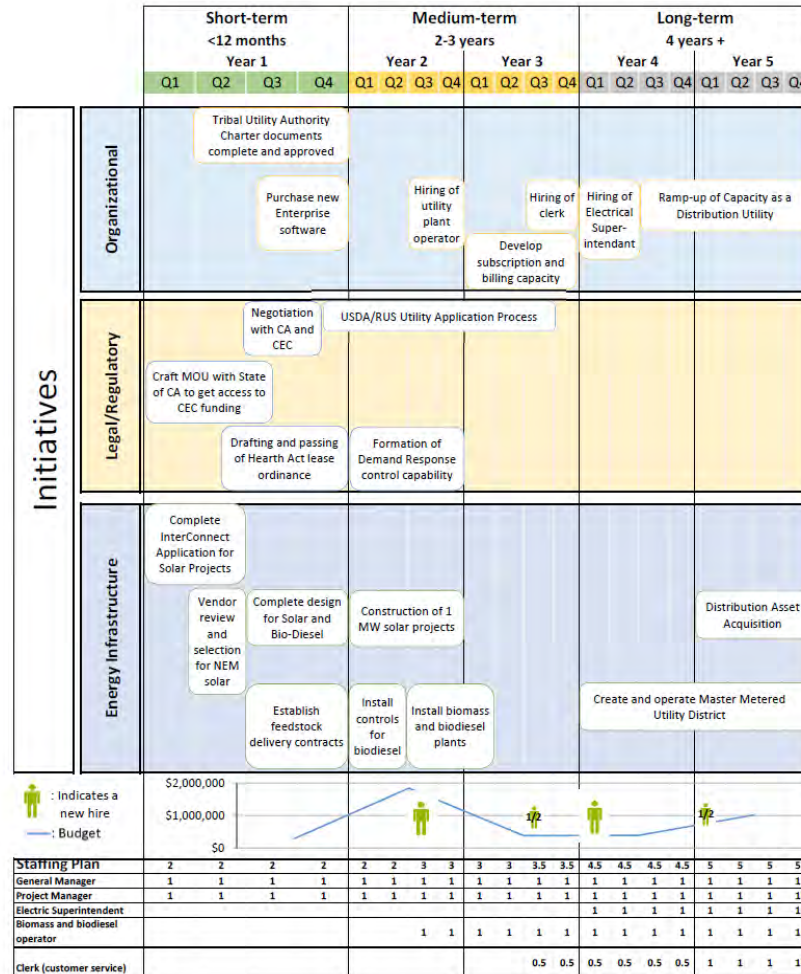 Short-term Medium-term Long-term
<12 months 2-3 years 4 years +
Year 1 Year 2 Year 3 Year 4 Year 5
Q1 Q2 Q3 Q4 Q1 Q2 Q3 Q4 Q1 Q2 Q3 Q4 Q1 Q2 Q3 Q4 Q1 Q2 Q3 Q4
Initiatives
Organizational
Tribal Utility Authority
Charter documents
complete and approved
Purchase new
Enterprise
software
Hiring of
utility
plant
operator
Hiring of
clerk
Develop
subscription and
billing capacity
Hiring of
Electrical
Super-
intendant
Ramp-up of Capacity as a
Distribution Utility
Legal/Regulatory
Negotiation
with CA and
CEC
USDA/RUS Utility Application Process
Craft MOU with State
of CA to get access to
CEC funding
Drafting and passing
of Hearth Act lease
ordinance
Formation of
Demand Response
control capability
Energy Infrastructure
Complete
InterConnect
Application for
Solar Projects
Vendor
review
and
selection
for NEM
solar
Complete design
for Solar and
Bio-Diesel
Construction of 1
MW solar projects
Distribution Asset
Acquisition
Establish
feedstock
delivery contracts
Install
controls
for
biodiesel
Install biomass
and biodiesel
plants
Create and operate Master Metered
Utility District
: Indicates a
new hire
: Budget
$2,000,000
$1,000,000
$0
1/2
1/2
Staffing Plan 2 2 2 2 2 2 3 3 3 3 3.5 3.5 4.5 4.5 4.5 4.5 5 5 5 5
General Manager 1 1 1 1 1 1 1 1 1 1 1 1 1 1 1 1 1 1 1 1
Project Manager 1 1 1 1 1 1 1 1 1 1 1 1 1 1 1 1 1 1 1 1
Electric Superintendent 1 1 1 1 1 1 1 1
Biomass and biodiesel
operator 1 1 1 1 1 1 1 1 1 1 1 1 1 1
Clerk (customer service) 0.5 0.5 0.5 0.5 0.5 0.5 1 1 1 1